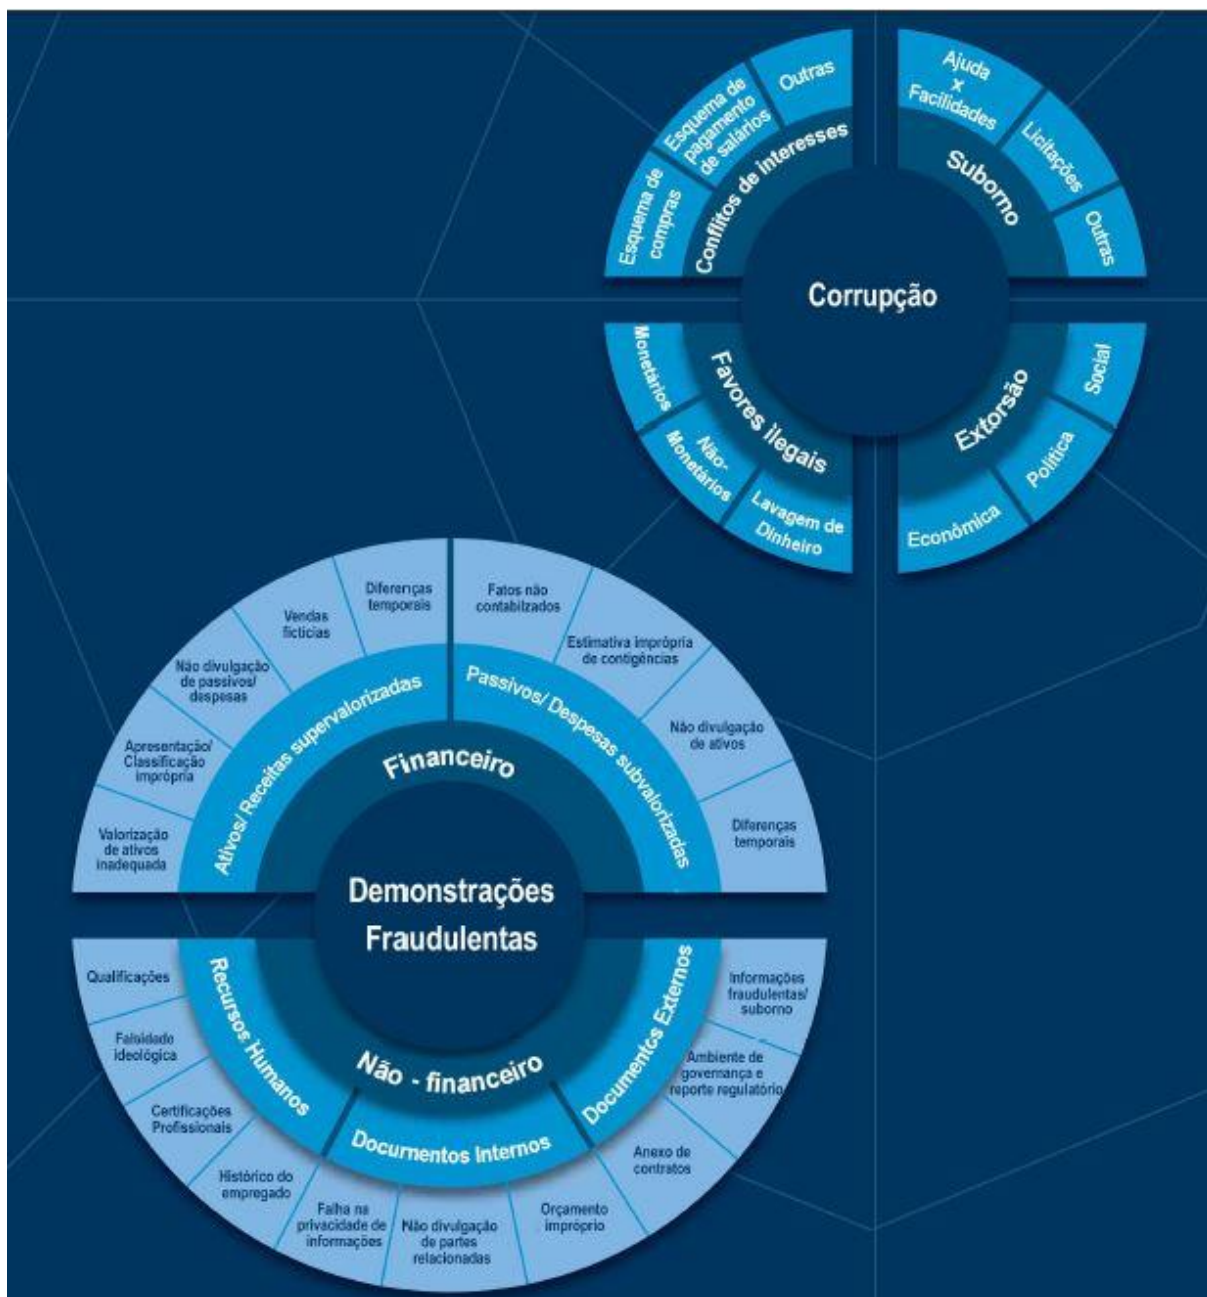 Outras
Esquema de
pagamento
de salários
Esquema de
compras
Conflitos de interesses
Ajuda
x
Facilidades
Licitações
Outras
Suborno
Corrupção
Monetários
Não-
Monetários
Lavagem de
Dinheiro
Favores ilegais
Social
Política
Econômica
Extorsão
Diferenças
temporais
Vendas
fictícias
Não divulgação
de passivos/
despesas
Apresentação/
Classificação
imprópria
Valorização
de ativos
inadequada
Ativos/ Receitas supervalorizadas
Fatos não
contabilzados
Estimativa imprópria
de contigências
Não divulgação
de ativos
Diferenças
temporais
Passivos/ Despesas subvalorizadas
Financeiro
Demonstrações
Fraudulentas
Não - financeiro
Recursos Humanos
Documentos Internos
Documentos Externos
Qualificações
Falsidade
ideológica
Certificações
Profissionais
Histórico do
empregado
Falha na
privacidade de
informações
Não divulgação
de partes
relacionadas
Orçamento
impróprio
Anexo de
contratos
Ambiente de
governança e
reporte regulatório
Informações
fraudulentas/
suborno